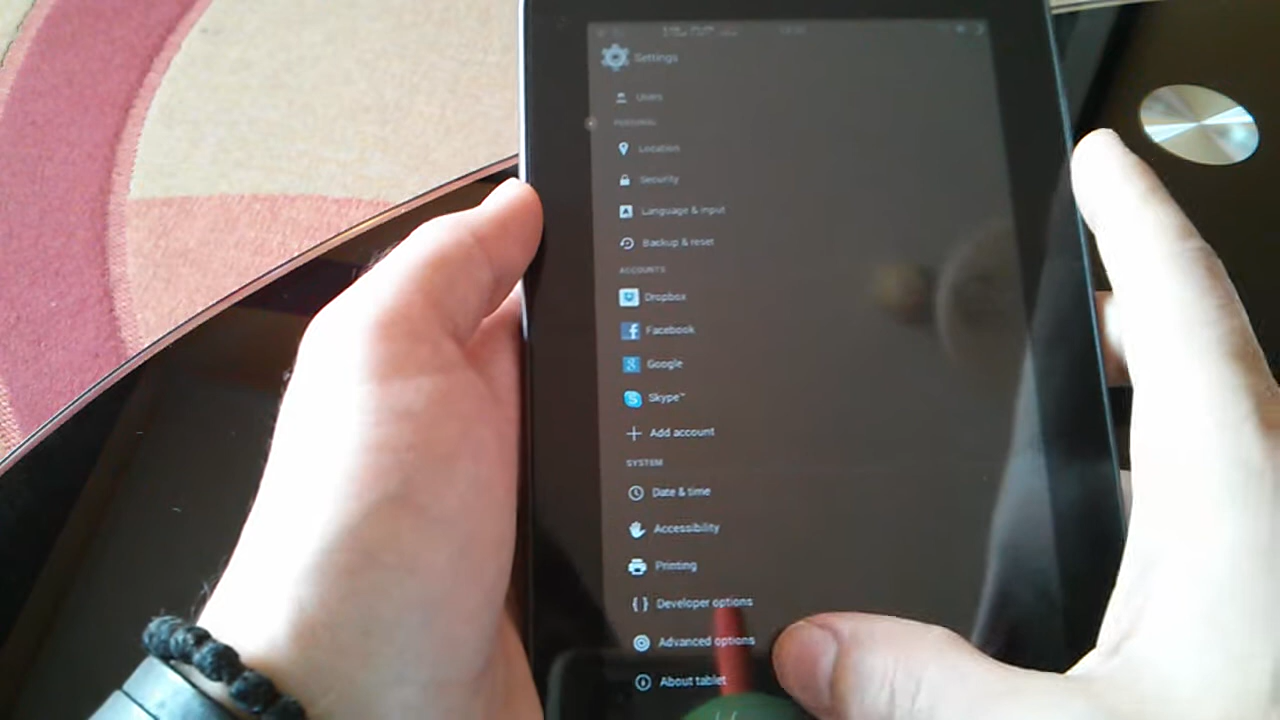 Settings
Users
PERSONAL
Location
Security
Language & input
Backup & reset
ACCOUNTS
Dropbox
Facebook
Google
Skype™
Add account
SYSTEM
Date & time
Accessibility
Printing
Developer options
Advanced options
About tablet